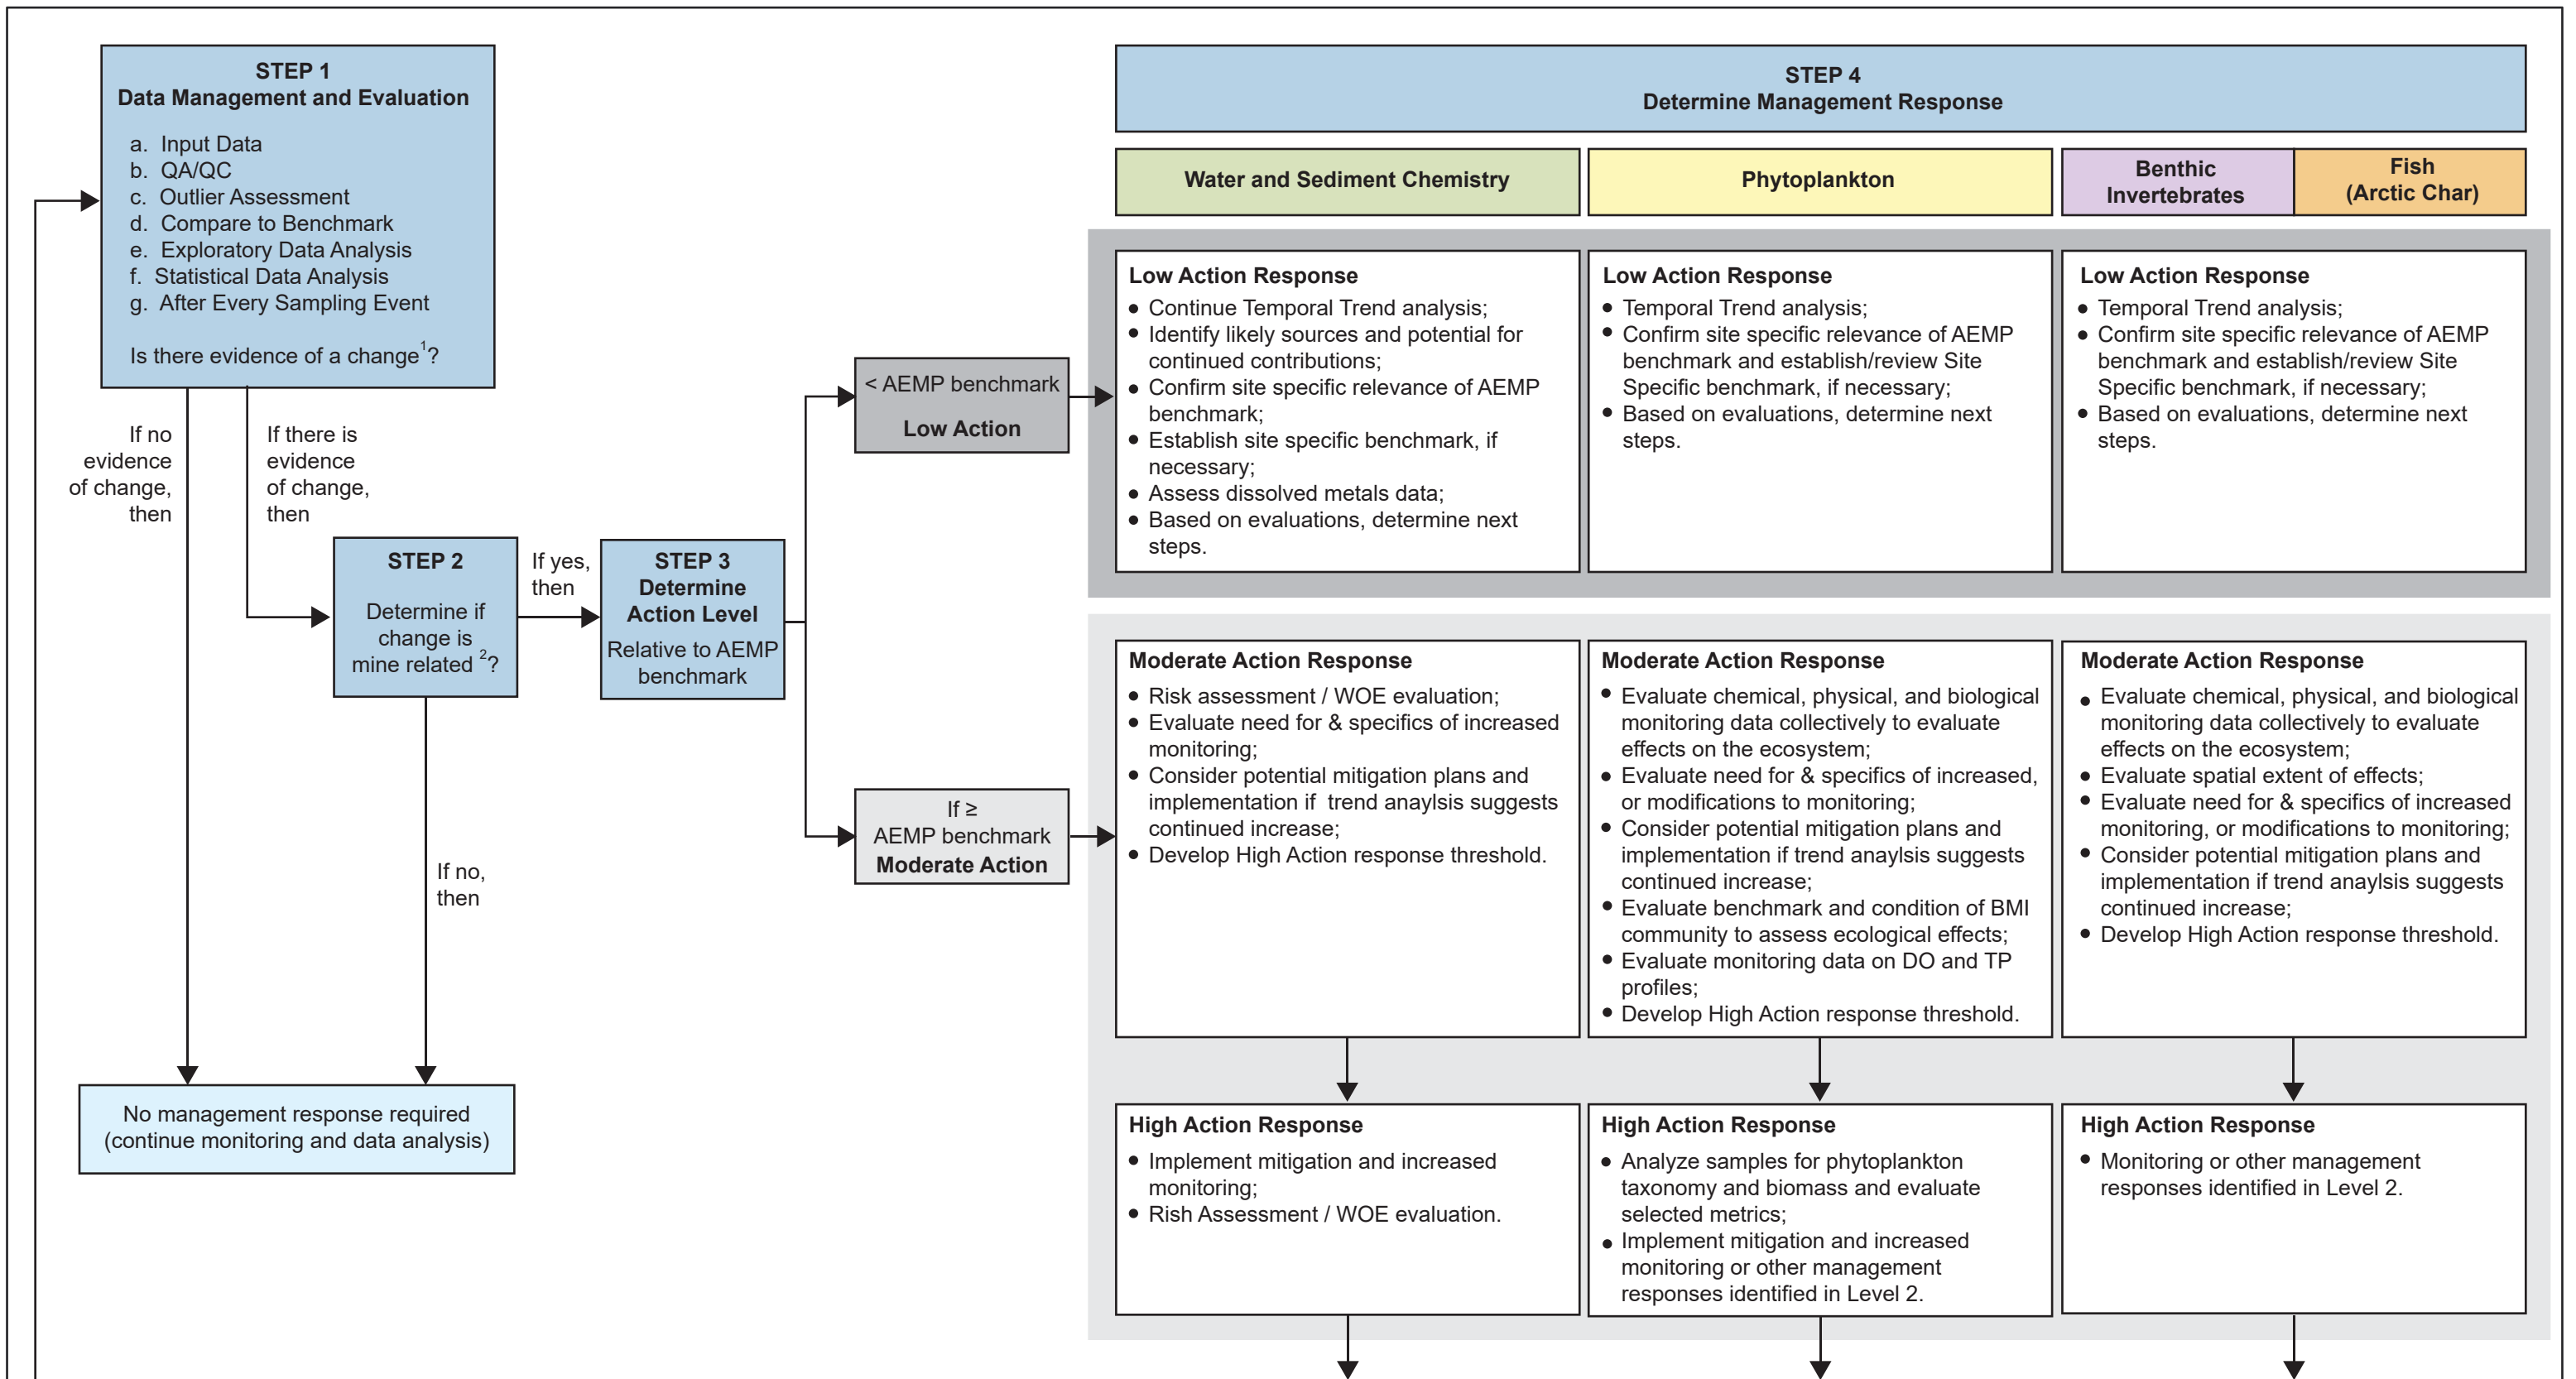 STEP 1
Data Management and Evaluation
a. Input Data
b. QA/QC
c. Outlier Assessment
d. Compare to Benchmark
e. Exploratory Data Analysis
f. Statistical Data Analysis
g. After Every Sampling Event
Is there evidence of a change1?
If no
evidence
of change,
then
If there is
evidence
of change,
then
STEP 2
Determine if
change is
mine related 2?
If yes,
then
If no,
then
No management response required
(continue monitoring and data analysis)
STEP 3
Determine
Action Level
Relative to AEMP
benchmark
< AEMP benchmark
Low Action
If ≥
AEMP benchmark
Moderate Action
STEP 4
Determine Management Response
Water and Sediment Chemistry
Phytoplankton
Benthic
Invertebrates
Fish
(Arctic Char)
Low Action Response
• Continue Temporal Trend analysis;
• Identify likely sources and potential for
continued contributions;
• Confirm site specific relevance of AEMP
benchmark;
• Establish site specific benchmark, if
necessary;
• Assess dissolved metals data;
• Based on evaluations, determine next
steps.
Low Action Response
• Temporal Trend analysis;
• Confirm site specific relevance of AEMP
benchmark and establish/review Site
Specific benchmark, if necessary;
• Based on evaluations, determine next
steps.
Low Action Response
• Temporal Trend analysis;
• Confirm site specific relevance of AEMP
benchmark and establish/review Site
Specific benchmark, if necessary;
• Based on evaluations, determine next
steps.
Moderate Action Response
• Risk assessment / WOE evaluation;
• Evaluate need for & specifics of increased
monitoring;
• Consider potential mitigation plans and
implementation if trend anaylsis suggests
continued increase;
• Develop High Action response threshold.
Moderate Action Response
• Evaluate chemical, physical, and biological
monitoring data collectively to evaluate
effects on the ecosystem;
• Evaluate need for & specifics of increased,
or modifications to monitoring;
• Consider potential mitigation plans and
implementation if trend anaylsis suggests
continued increase;
• Evaluate benchmark and condition of BMI
community to assess ecological effects;
• Evaluate monitoring data on DO and TP
profiles;
• Develop High Action response threshold.
Moderate Action Response
• Evaluate chemical, physical, and biological
monitoring data collectively to evaluate
effects on the ecosystem;
• Evaluate spatial extent of effects;
• Evaluate need for & specifics of increased
monitoring, or modifications to monitoring;
• Consider potential mitigation plans and
implementation if trend anaylsis suggests
continued increase;
• Develop High Action response threshold.
High Action Response
• Implement mitigation and increased
monitoring;
• Rish Assessment / WOE evaluation.
High Action Response
• Analyze samples for phytoplankton
taxonomy and biomass and evaluate
selected metrics;
• Implement mitigation and increased
monitoring or other management
responses identified in Level 2.
High Action Response
• Monitoring or other management
responses identified in Level 2.